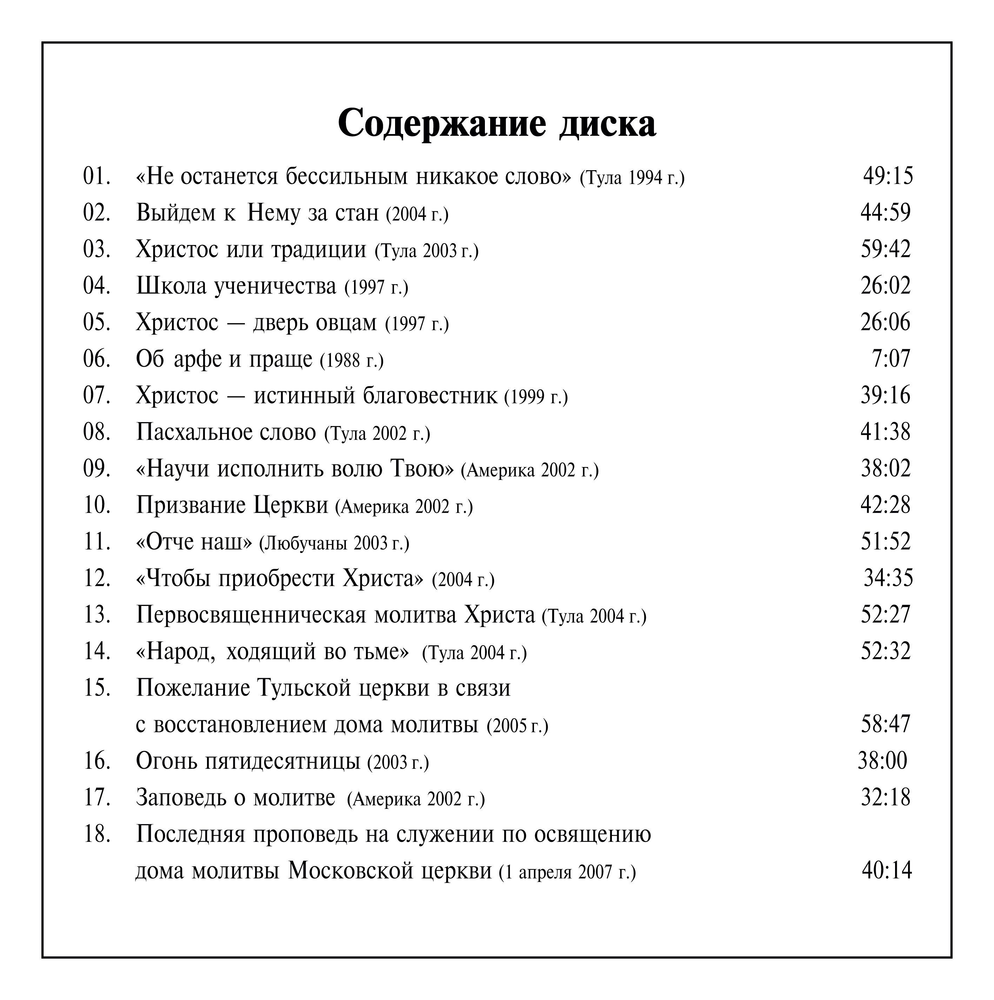 Содержание диска
01. «Не останется бессильным никакое слово» (Тула 1994 г.) 49:15
02. Выйдем к Нему за стан (2004 г.) 44:59
03. Христос или традиции (Тула 2003 г.) 59:42
04. Школа ученичества (1997 г.) 26:02
05. Христос — дверь овцам (1997 г.) 26:06
06. Об арфе и праще (1988 г.) 7:07
07. Христос — истинный благовестник (1999 г.) 39:16
08. Пасхальное слово (Тула 2002 г.) 41:38
09. «Научи исполнить волю Твою» (Америка 2002 г.) 38:02
10. Призвание Церкви (Америка 2002 г.) 42:28
11. «Отче наш» (Любучаны 2003 г.) 51:52
12. «Чтобы приобрести Христа» (2004 г.) 34:35
13. Первосвященническая молитва Христа (Тула 2004 г.) 52:27
14. «Народ, ходящий во тьме» (Тула 2004 г.) 52:32
15. Пожелание Тульской церкви в связи
с восстановлением дома молитвы (2005 г.) 58:47
16. Огонь пятидесятницы (2003 г.) 38:00
17. Заповедь о молитве (Америка 2002 г.) 32:18
18. Последняя проповедь на служении по освящению
дома молитвы Московской церкви (1 апреля 2007 г.) 40:14